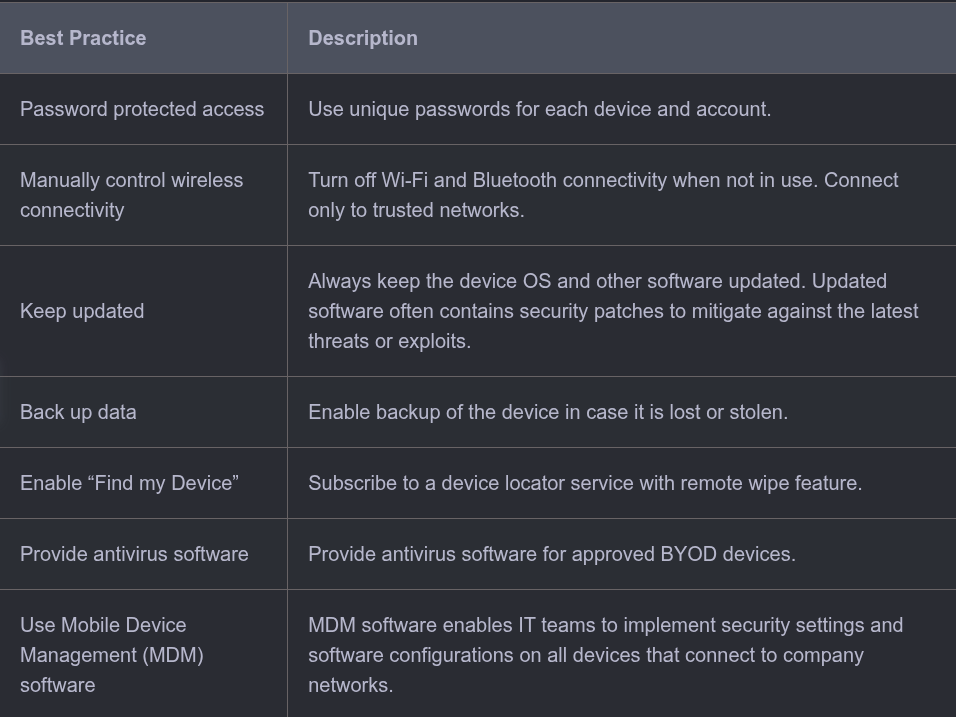 Best Practice
Description
Password protected access
Use unique passwords for each device and account.
Manually control wireless
connectivity
Turn off Wi-Fi and Bluetooth connectivity when not in use. Connect
only to trusted networks.
Keep updated
Always keep the device OS and other software updated. Updated
software often contains security patches to mitigate against the latest
threats or exploits.
Back up data
Enable backup of the device in case it is lost or stolen.
Enable “Find my Device”
Subscribe to a device locator service with remote wipe feature.
Provide antivirus software
Provide antivirus software for approved BYOD devices.
Use Mobile Device
Management (MDM)
software
MDM software enables IT teams to implement security settings and
software configurations on all devices that connect to company
networks.